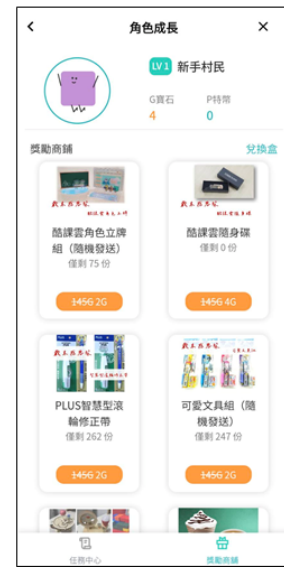 角色成長
LV 1 新手村民
G寶石 P特幣
4 0
獎勵商鋪 兌換盒
酷課雲角色立牌
組（隨機發送）
僅剩 75 份
145G 2G
酷課雲隨身碟
僅剩 0 份
145G 4G
PLUS智慧型滾
輪修正帶
僅剩 262 份
145G 2G
可愛文具組（隨
機發送）
僅剩 247 份
145G 2G
任務中心 獎勵商鋪